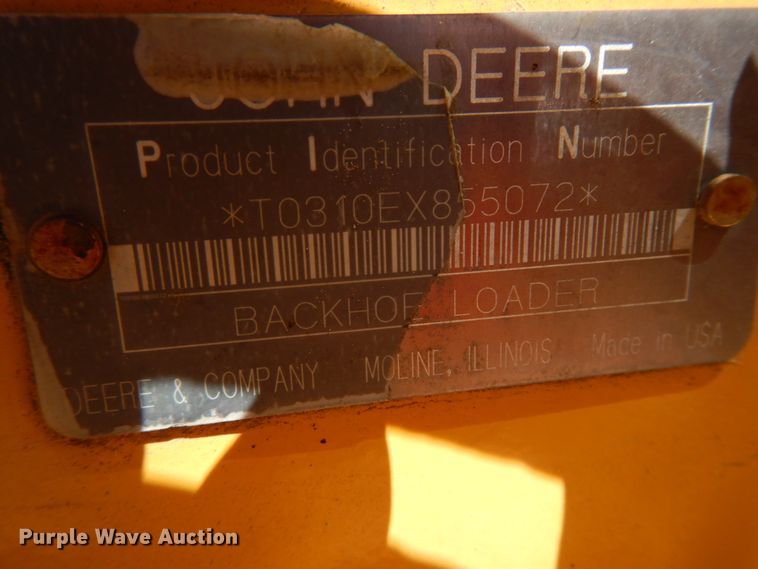 JOHN DEERE
Product Identification Number
*T0310EX855072*
BACKHOE LOADER
DEERE & COMPANY MOLINE, ILLINOIS Made in USA
Purple Wave Auction